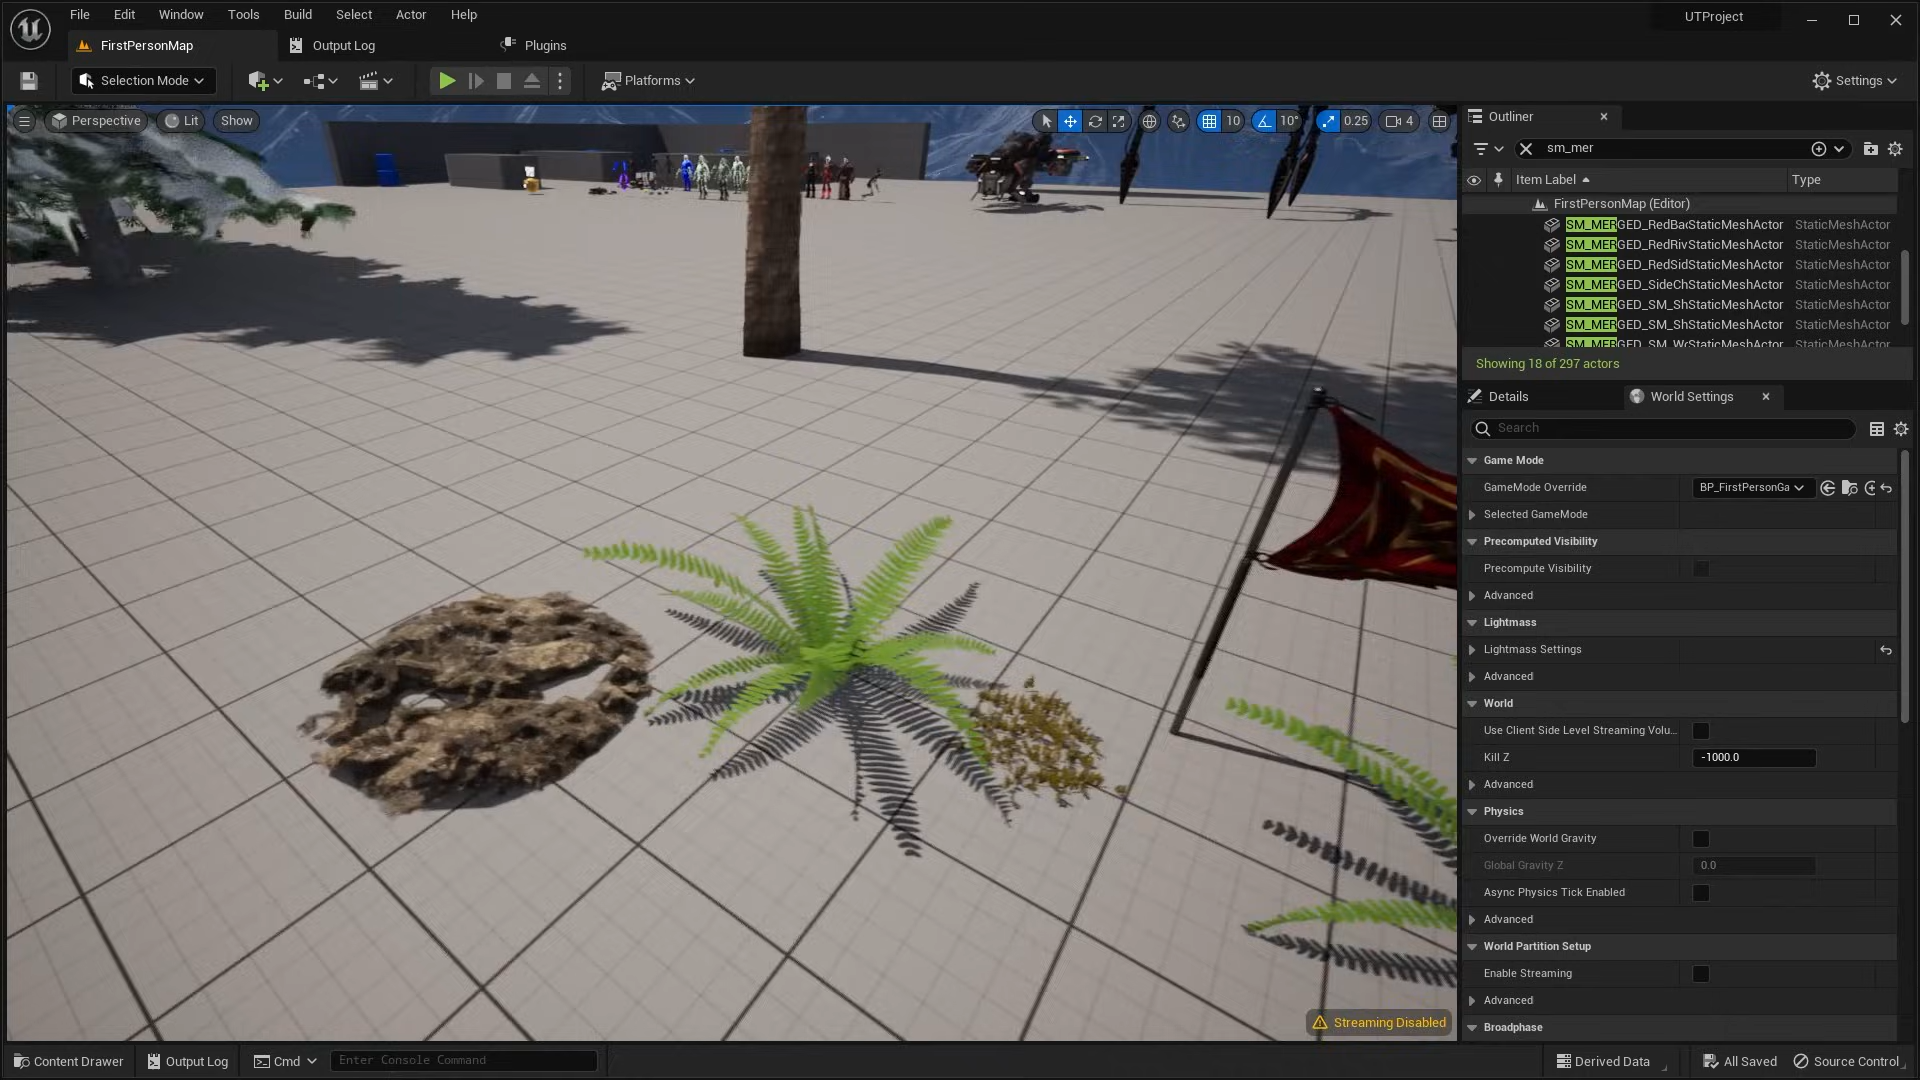 File Edit Window Tools Build Select Actor Help
UTProject
FirstPersonMap
Output Log
Plugins
Selection Mode
Platforms
Settings
Perspective
Lit
Show
10
10°
0.25
4
Outliner
sm_mer
Item Label
Type
FirstPersonMap (Editor)
SM_MERGED_RedBaStaticMeshActor StaticMeshActor
SM_MERGED_RedRivStaticMeshActor StaticMeshActor
SM_MERGED_RedSidStaticMeshActor StaticMeshActor
SM_MERGED_SideChStaticMeshActor StaticMeshActor
SM_MERGED_SM_ShStaticMeshActor StaticMeshActor
SM_MERGED_SM_ShStaticMeshActor StaticMeshActor
SM_MERGED_SM_WoStaticMeshActor StaticMeshActor
Showing 18 of 297 actors
Details
World Settings
Search
Game Mode
GameMode Override
BP_FirstPersonGa
Selected GameMode
Precomputed Visibility
Precompute Visibility
Advanced
Lightmass
Lightmass Settings
Advanced
World
Use Client Side Level Streaming Volu...
Kill Z
-1000.0
Advanced
Physics
Override World Gravity
Global Gravity Z
0.0
Async Physics Tick Enabled
Advanced
World Partition Setup
Enable Streaming
Advanced
Broadphase
Streaming Disabled
Content Drawer
Output Log
Cmd
Enter Console Command
Derived Data
All Saved
Source Control